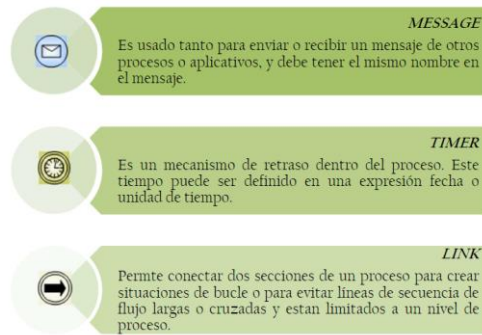 MESSAGE
Es usado tanto para enviar o recibir un mensaje de otros
procesos o aplicativos, y debe tener el mismo nombre en
el mensaje.
TIMER
Es un mecanismo de retraso dentro del proceso. Este
tiempo puede ser definido en una expresión fecha o
unidad de tiempo.
LINK
Permte conectar dos secciones de un proceso para crear
situaciones de bucle o para evitar líneas de secuencia de
flujo largas o cruzadas y estan limitados a un nivel de
proceso.